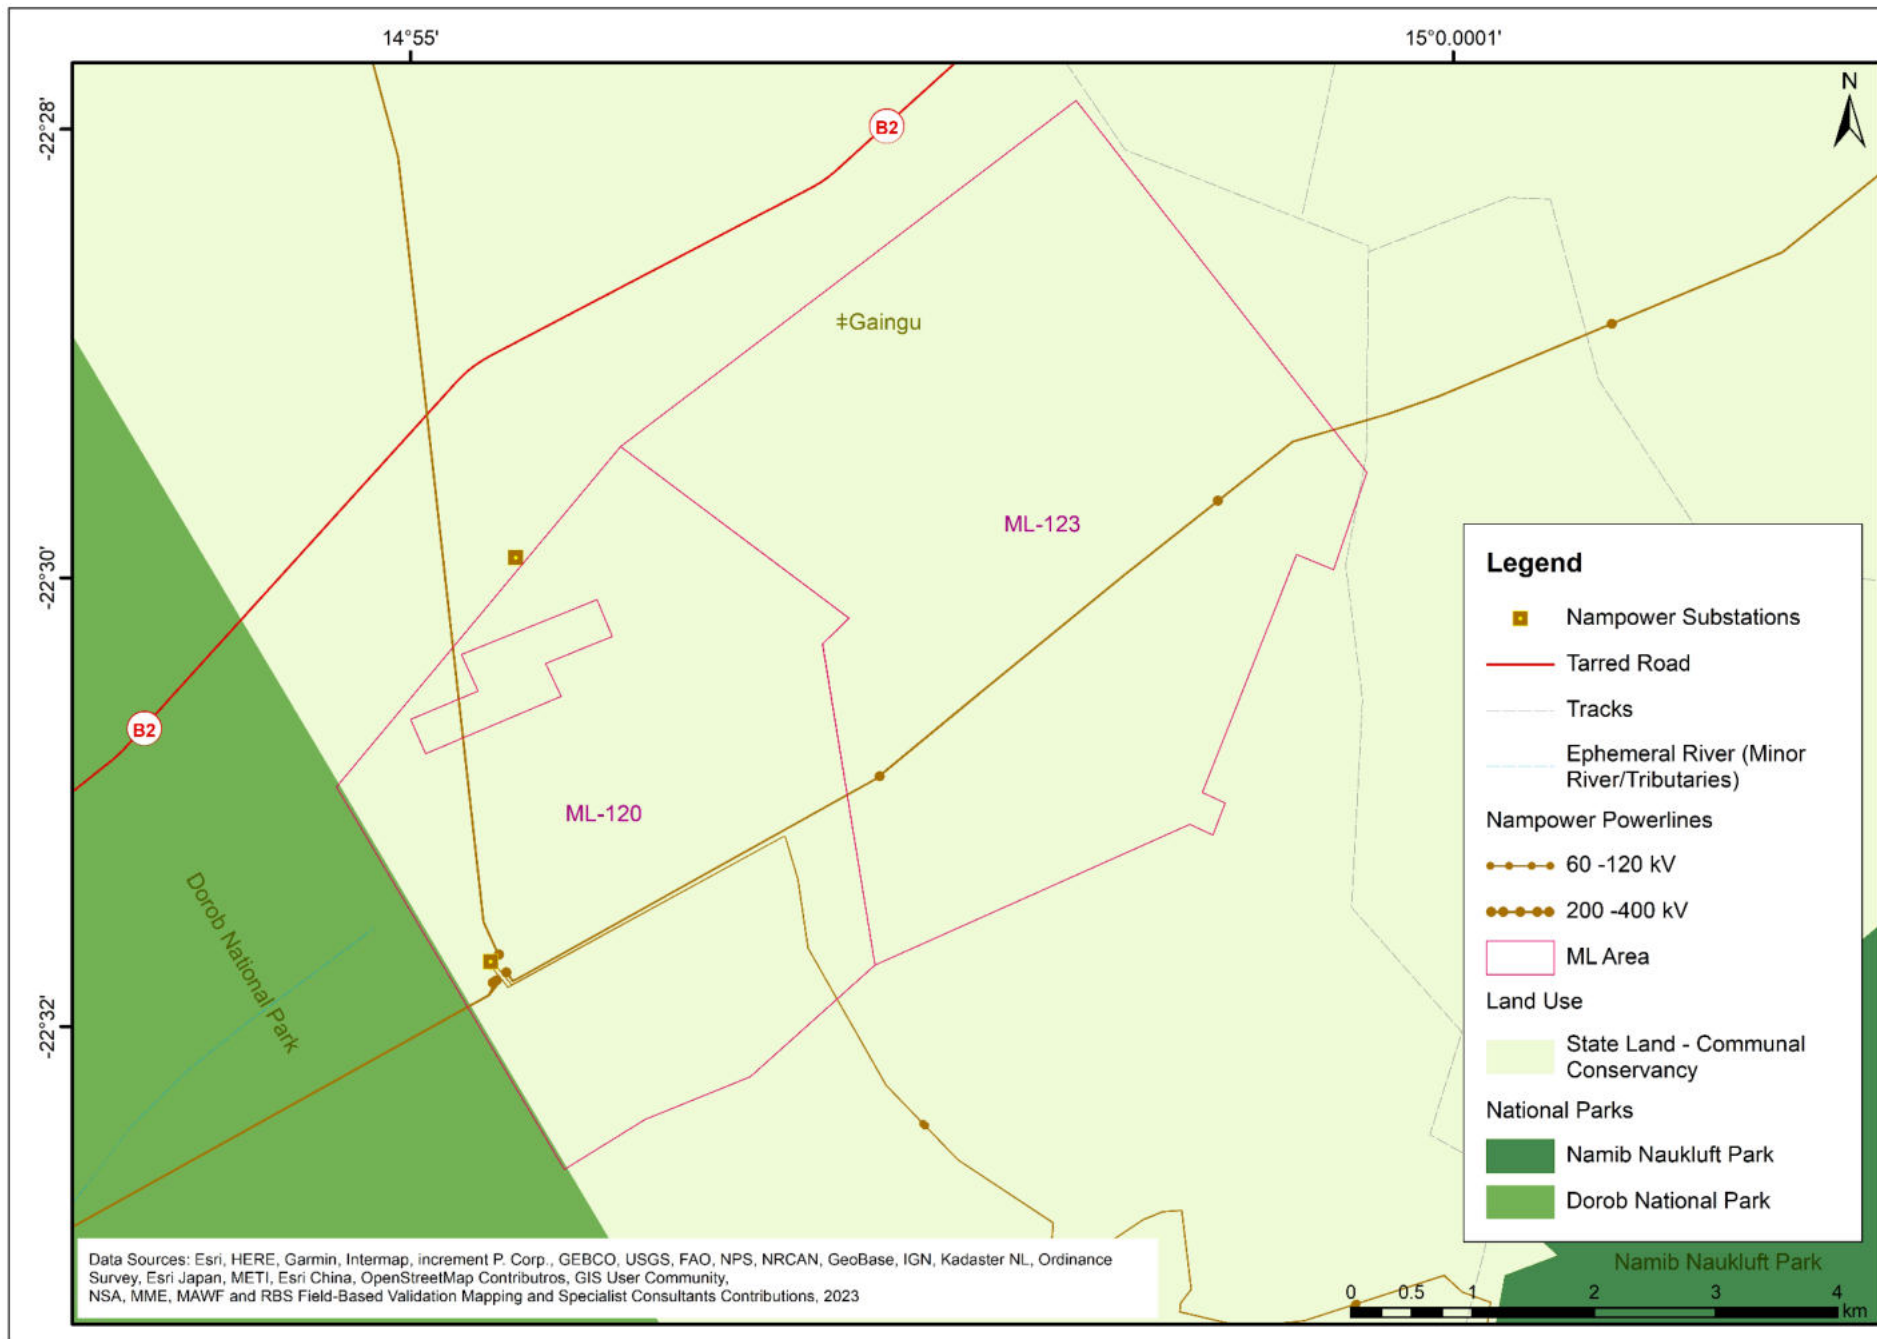 14°55'
15°0.0001'
-22°28'
-22°30'
-22°32'
N
B2
B2
ǂGaingu
ML-123
ML-120
Dorob National Park
Legend
Nampower Substations
Tarred Road
Tracks
Ephemeral River (Minor
River/Tributaries)
Nampower Powerlines
60 -120 kV
200 -400 kV
ML Area
Land Use
State Land - Communal
Conservancy
National Parks
Namib Naukluft Park
Dorob National Park
Namib Naukluft Park
0 0.5 1 2 3 4
km
Data Sources: Esri, HERE, Garmin, Intermap, increment P. Corp., GEBCO, USGS, FAO, NPS, NRCAN, GeoBase, IGN, Kadaster NL, Ordinance
Survey, Esri Japan, METI, Esri China, OpenStreetMap Contributros, GIS User Community,
NSA, MME, MAWF and RBS Field-Based Validation Mapping and Specialist Consultants Contributions, 2023